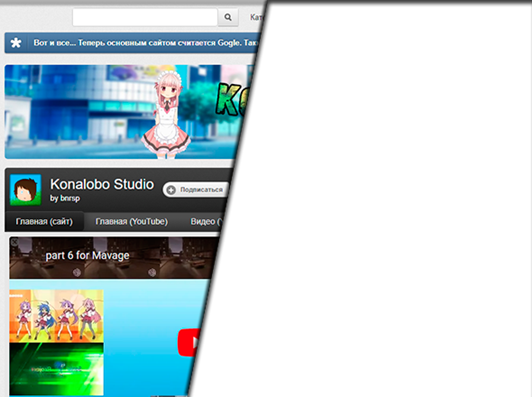 Кат
Вот и все... Теперь основным сайтом считается Gogle. Так
Ko
Konalobo Studio
by bnrsp
Подписаться
Главная (сайт) Главная (YouTube) Видео (
part 6 for Mavage